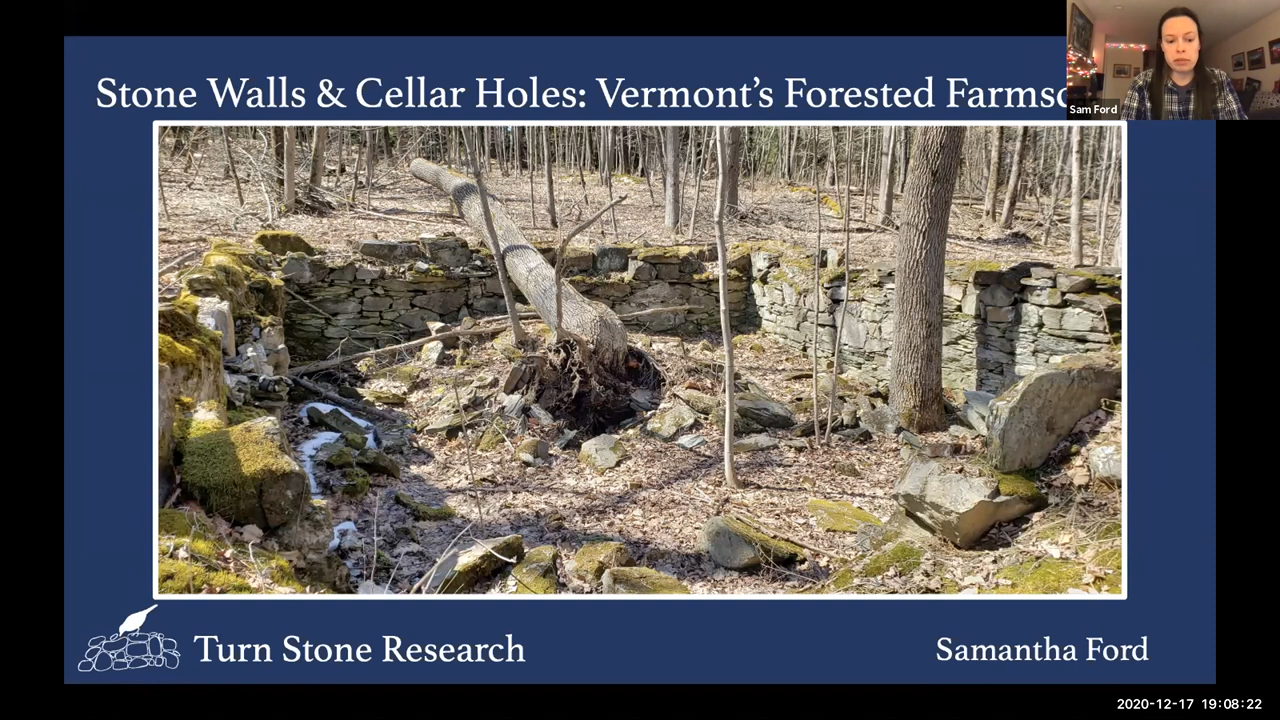 Stone Walls & Cellar Holes: Vermont's Forested Farms
Sam Ford
Turn Stone Research
Samantha Ford
2020-12-17 19:08:22